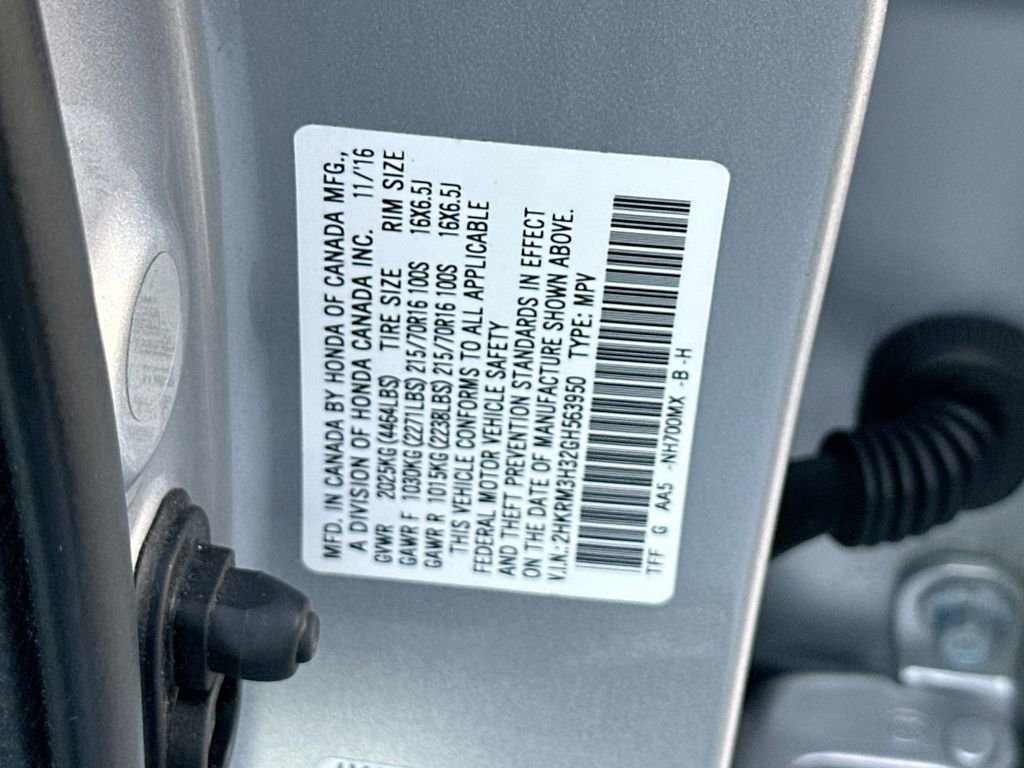 MFD. IN CANADA BY HONDA OF CANADA MFG.,
A DIVISION OF HONDA CANADA INC. 11/'16
GVWR 2025KG (4464LBS) TIRE SIZE RIM SIZE
GAWR F 1030KG (2271LBS) 215/70R16 100S 16X6.5J
GAWR R 1015KG (2238LBS) 215/70R16 100S 16X6.5J
THIS VEHICLE CONFORMS TO ALL APPLICABLE
FEDERAL MOTOR VEHICLE SAFETY
AND THEFT PREVENTION STANDARDS IN EFFECT
ON THE DATE OF MANUFACTURE SHOWN ABOVE.
V.I.N.: 2HKRM3H32GH563950 TYPE: MPV
TFF G AA5 -NH700MX -B-H